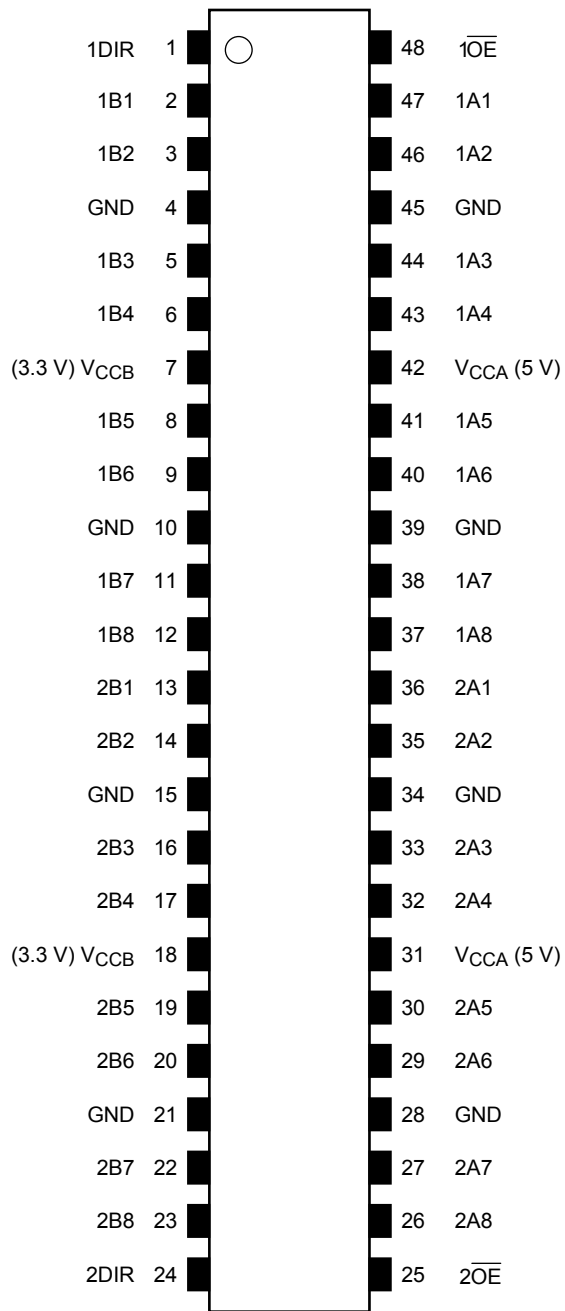 1DIR 1 48 1O̅E̅
1B1 2 47 1A1
1B2 3 46 1A2
GND 4 45 GND
1B3 5 44 1A3
1B4 6 43 1A4
(3.3 V) VCCB 7 42 VCCA (5 V)
1B5 8 41 1A5
1B6 9 40 1A6
GND 10 39 GND
1B7 11 38 1A7
1B8 12 37 1A8
2B1 13 36 2A1
2B2 14 35 2A2
GND 15 34 GND
2B3 16 33 2A3
2B4 17 32 2A4
(3.3 V) VCCB 18 31 VCCA (5 V)
2B5 19 30 2A5
2B6 20 29 2A6
GND 21 28 GND
2B7 22 27 2A7
2B8 23 26 2A8
2DIR 24 25 2O̅E̅